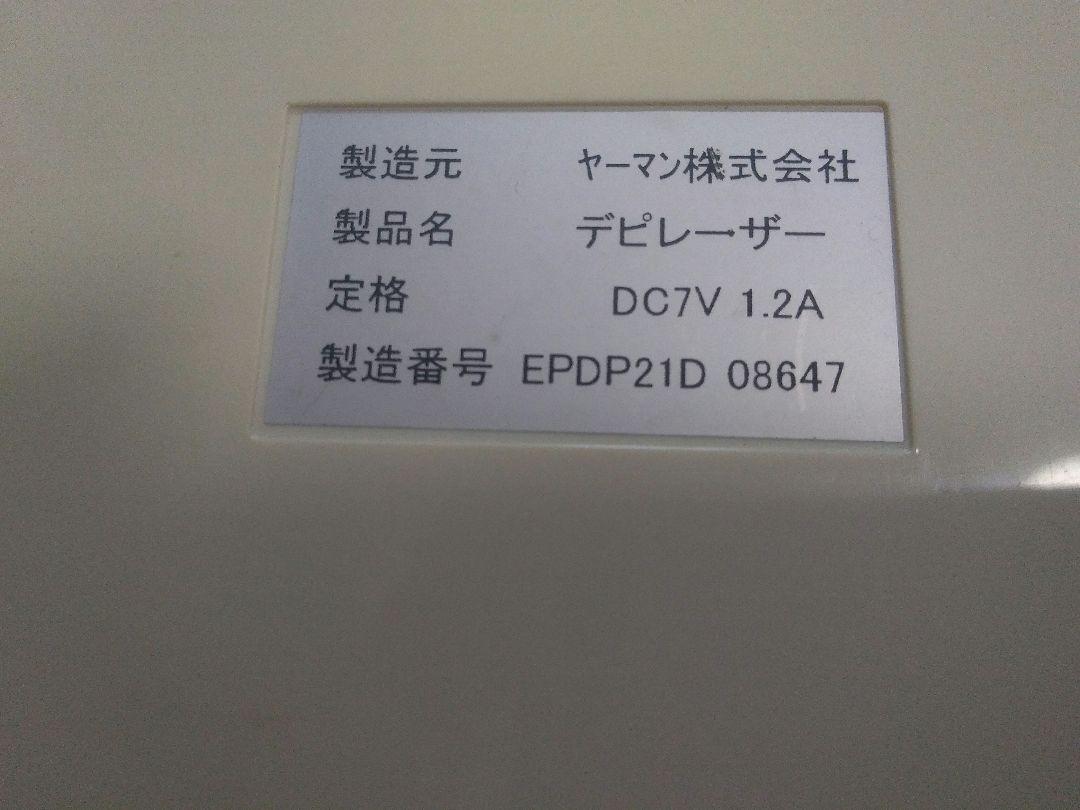 製造元 ヤーマン株式会社
製品名 デピレーザー
定格 DC7V 1.2A
製造番号 EPDP21D 08647